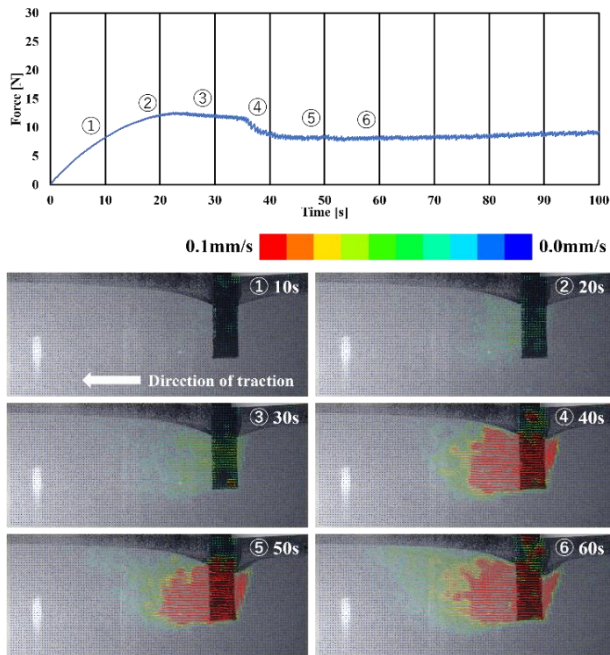 30
25
20
15
10
5
0
Force [N]
① ② ③ ④ ⑤ ⑥
0 10 20 30 40 50 60 70 80 90 100
Time [s]
0.1mm/s 0.0mm/s
① 10s ② 20s
Direction of traction
③ 30s ④ 40s
⑤ 50s ⑥ 60s